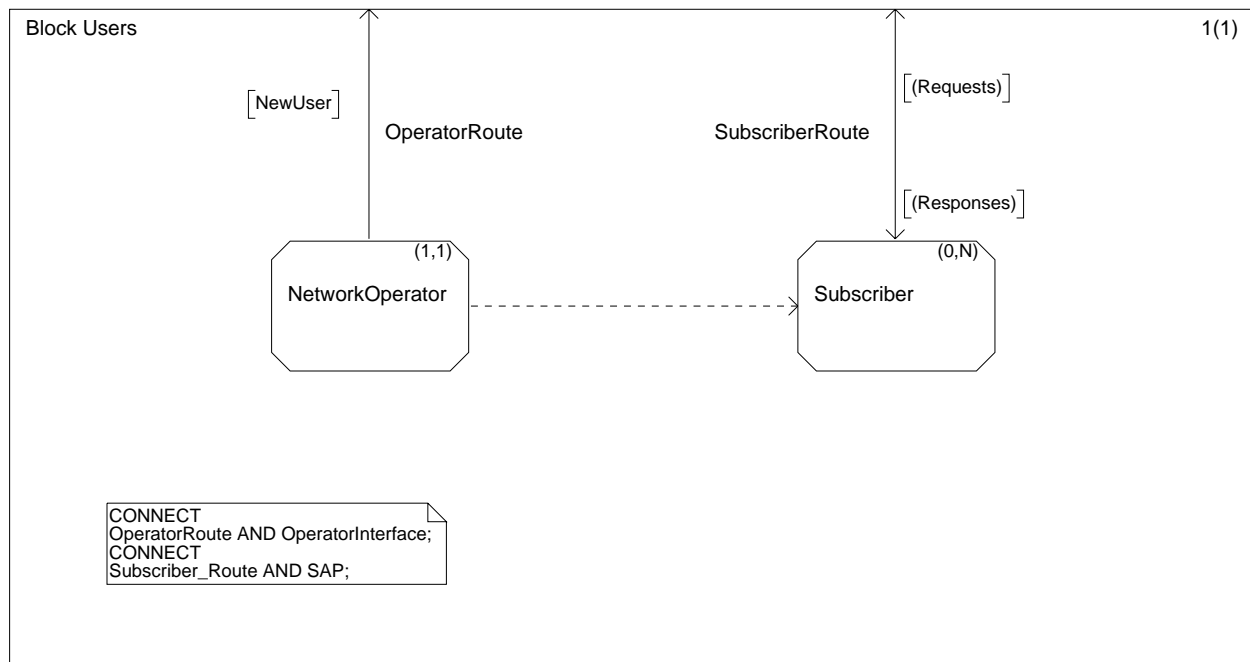 Block Users
1(1)
[NewUser]
[(Requests)]
OperatorRoute
SubscriberRoute
[(Responses)]
(1,1)
(0,N)
NetworkOperator
Subscriber
CONNECT
OperatorRoute AND OperatorInterface;
CONNECT
Subscriber_Route AND SAP;